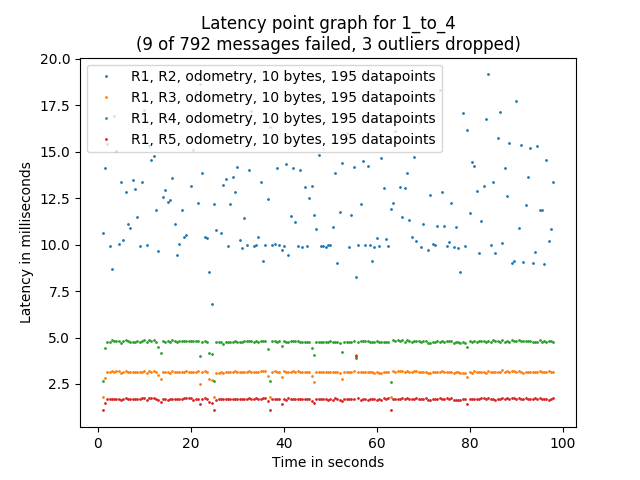 Latency point graph for 1_to_4
(9 of 792 messages failed, 3 outliers dropped)
R1, R2, odometry, 10 bytes, 195 datapoints
R1, R3, odometry, 10 bytes, 195 datapoints
R1, R4, odometry, 10 bytes, 195 datapoints
R1, R5, odometry, 10 bytes, 195 datapoints
Latency in milliseconds
20.0
17.5
15.0
12.5
10.0
7.5
5.0
2.5
0 20 40 60 80 100
Time in seconds